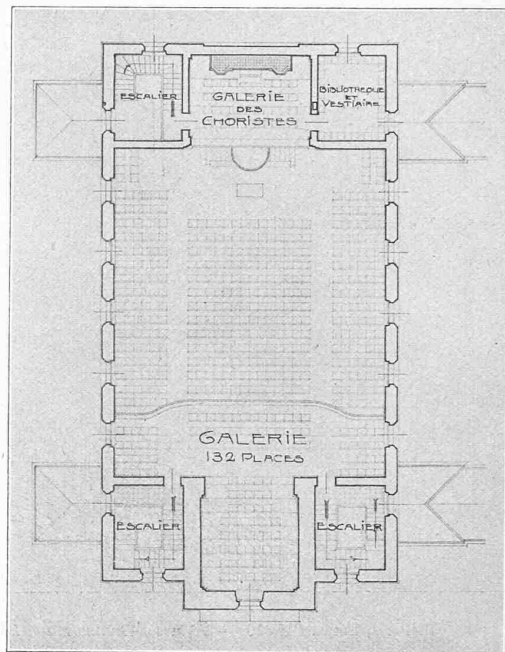 ESCALIER
GALERIE
DES
CHORISTES
BIBLIOTHEQUE
ET
VESTIAIRE
GALERIE
132 PLACES
ESCALIER
ESCALIER